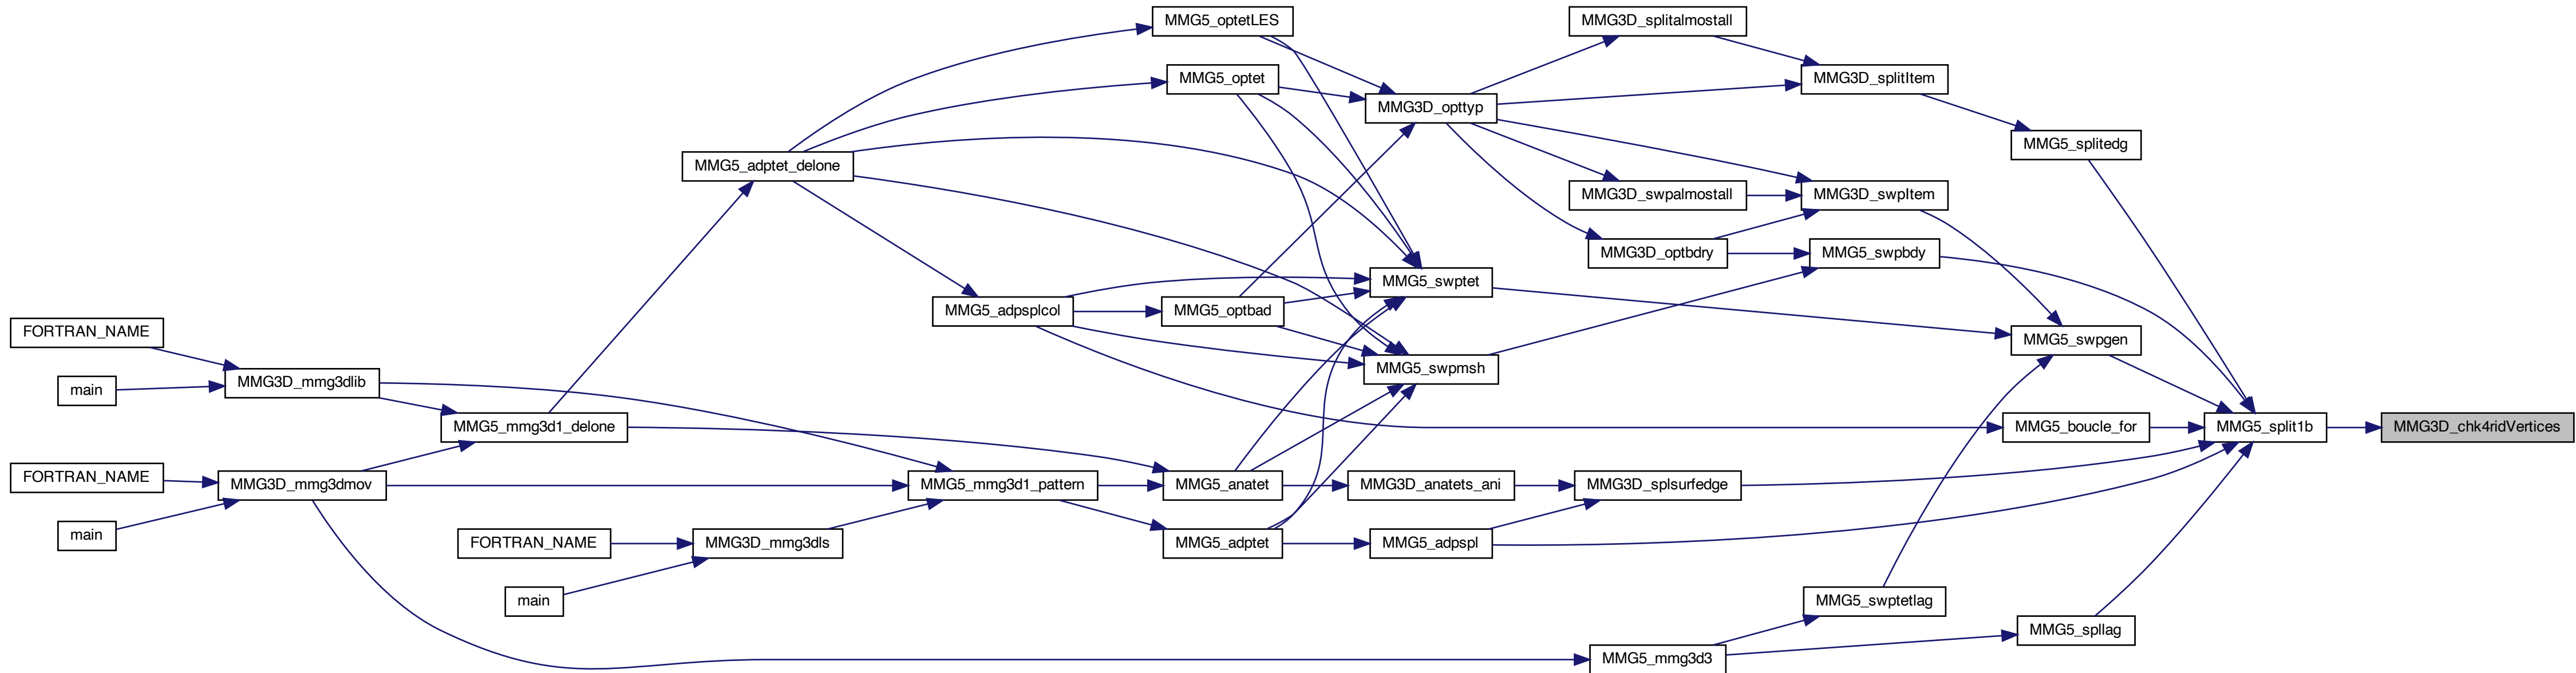 MMG5_optetLES
MMG3D_splitalmostall
MMG5_optet
MMG3D_splitItem
MMG3D_opttyp
MMG5_splitedg
MMG5_adptet_delone
MMG3D_swpalmostall
MMG3D_swpItem
MMG3D_optbdry
MMG5_swpbdy
MMG5_swptet
MMG5_adpsplcol
MMG5_optbad
FORTRAN_NAME
MMG5_swpgen
MMG5_swpmsh
main
MMG3D_mmg3dlib
MMG5_mmg3d1_delone
MMG5_boucle_for
MMG5_split1b
MMG3D_chk4ridVertices
FORTRAN_NAME
MMG3D_mmg3dmov
MMG5_mmg3d1_pattern
MMG5_anatet
MMG3D_anatets_ani
MMG3D_splsurfedge
main
FORTRAN_NAME
MMG3D_mmg3dls
MMG5_adptet
MMG5_adpspl
main
MMG5_swptetlag
MMG5_spllag
MMG5_mmg3d3